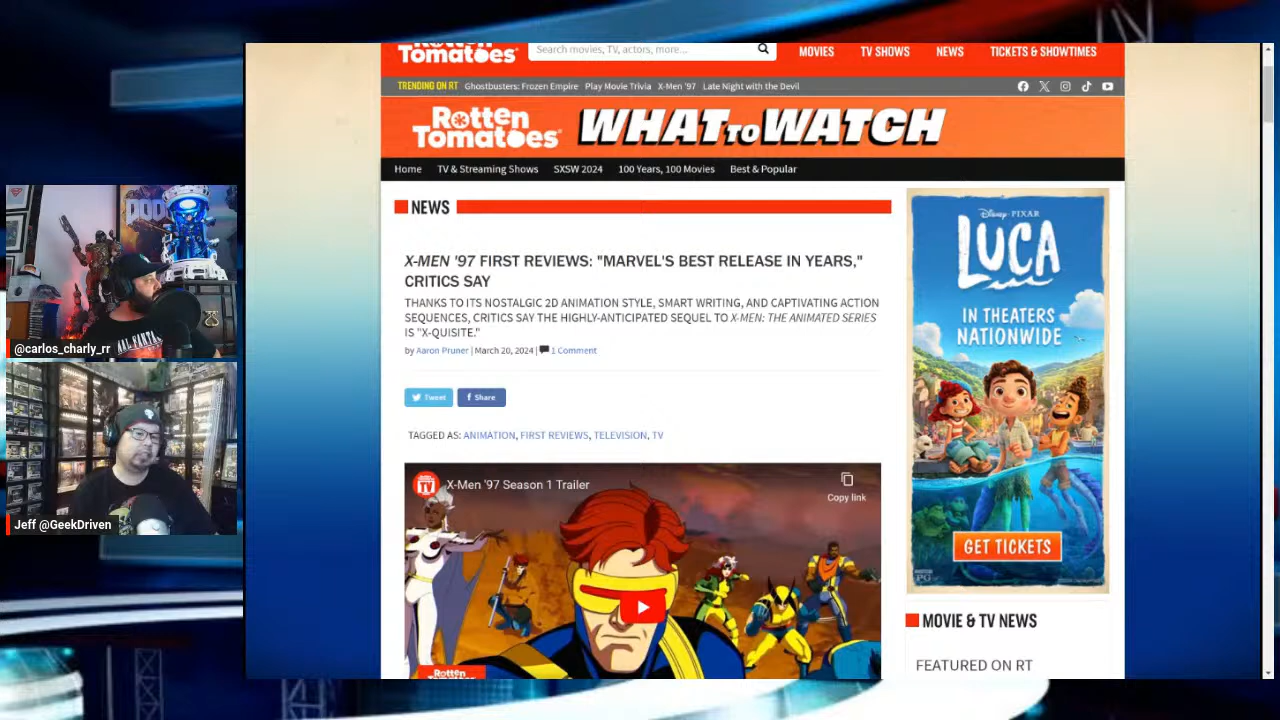 Rotten
Tomatoes
Search movies, TV, actors, more...
MOVIES
TV SHOWS
NEWS
TICKETS & SHOWTIMES
TRENDING ON RT
Ghostbusters: Frozen Empire
Play Movie Trivia
X-Men '97
Late Night with the Devil
Rotten
Tomatoes
WHAT TO WATCH
Home
TV & Streaming Shows
SXSW 2024
100 Years, 100 Movies
Best & Popular
NEWS
X-MEN '97 FIRST REVIEWS: "MARVEL'S BEST RELEASE IN YEARS,"
CRITICS SAY
THANKS TO ITS NOSTALGIC 2D ANIMATION STYLE, SMART WRITING, AND CAPTIVATING ACTION
SEQUENCES, CRITICS SAY THE HIGHLY-ANTICIPATED SEQUEL TO X-MEN: THE ANIMATED SERIES
IS "X-QUISITE."
by Aaron Pruner | March 20, 2024 | 1 Comment
Tweet
f Share
TAGGED AS: ANIMATION, FIRST REVIEWS, TELEVISION, TV
TV
X-Men '97 Season 1 Trailer
Copy link
Rotten
Disney · PIXAR
LUCA
IN THEATERS
NATIONWIDE
GET TICKETS
PG
MOVIE & TV NEWS
FEATURED ON RT
DOO
@carlos_charly_rr
Jeff @GeekDriven